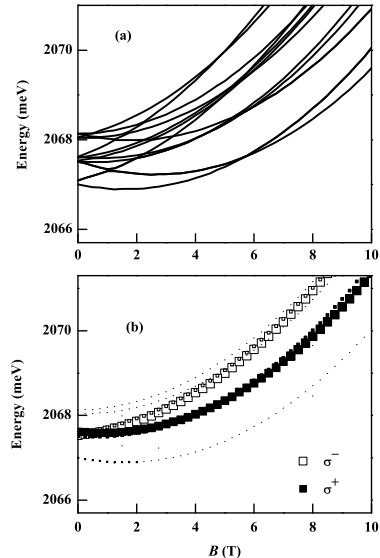 2070
(a)
Energy (meV)
2068
2066
0 2 4 6 8 10
(b)
2070
Energy (meV)
2068
σ−
σ+
2066
0 2 4 6 8 10
B (T)